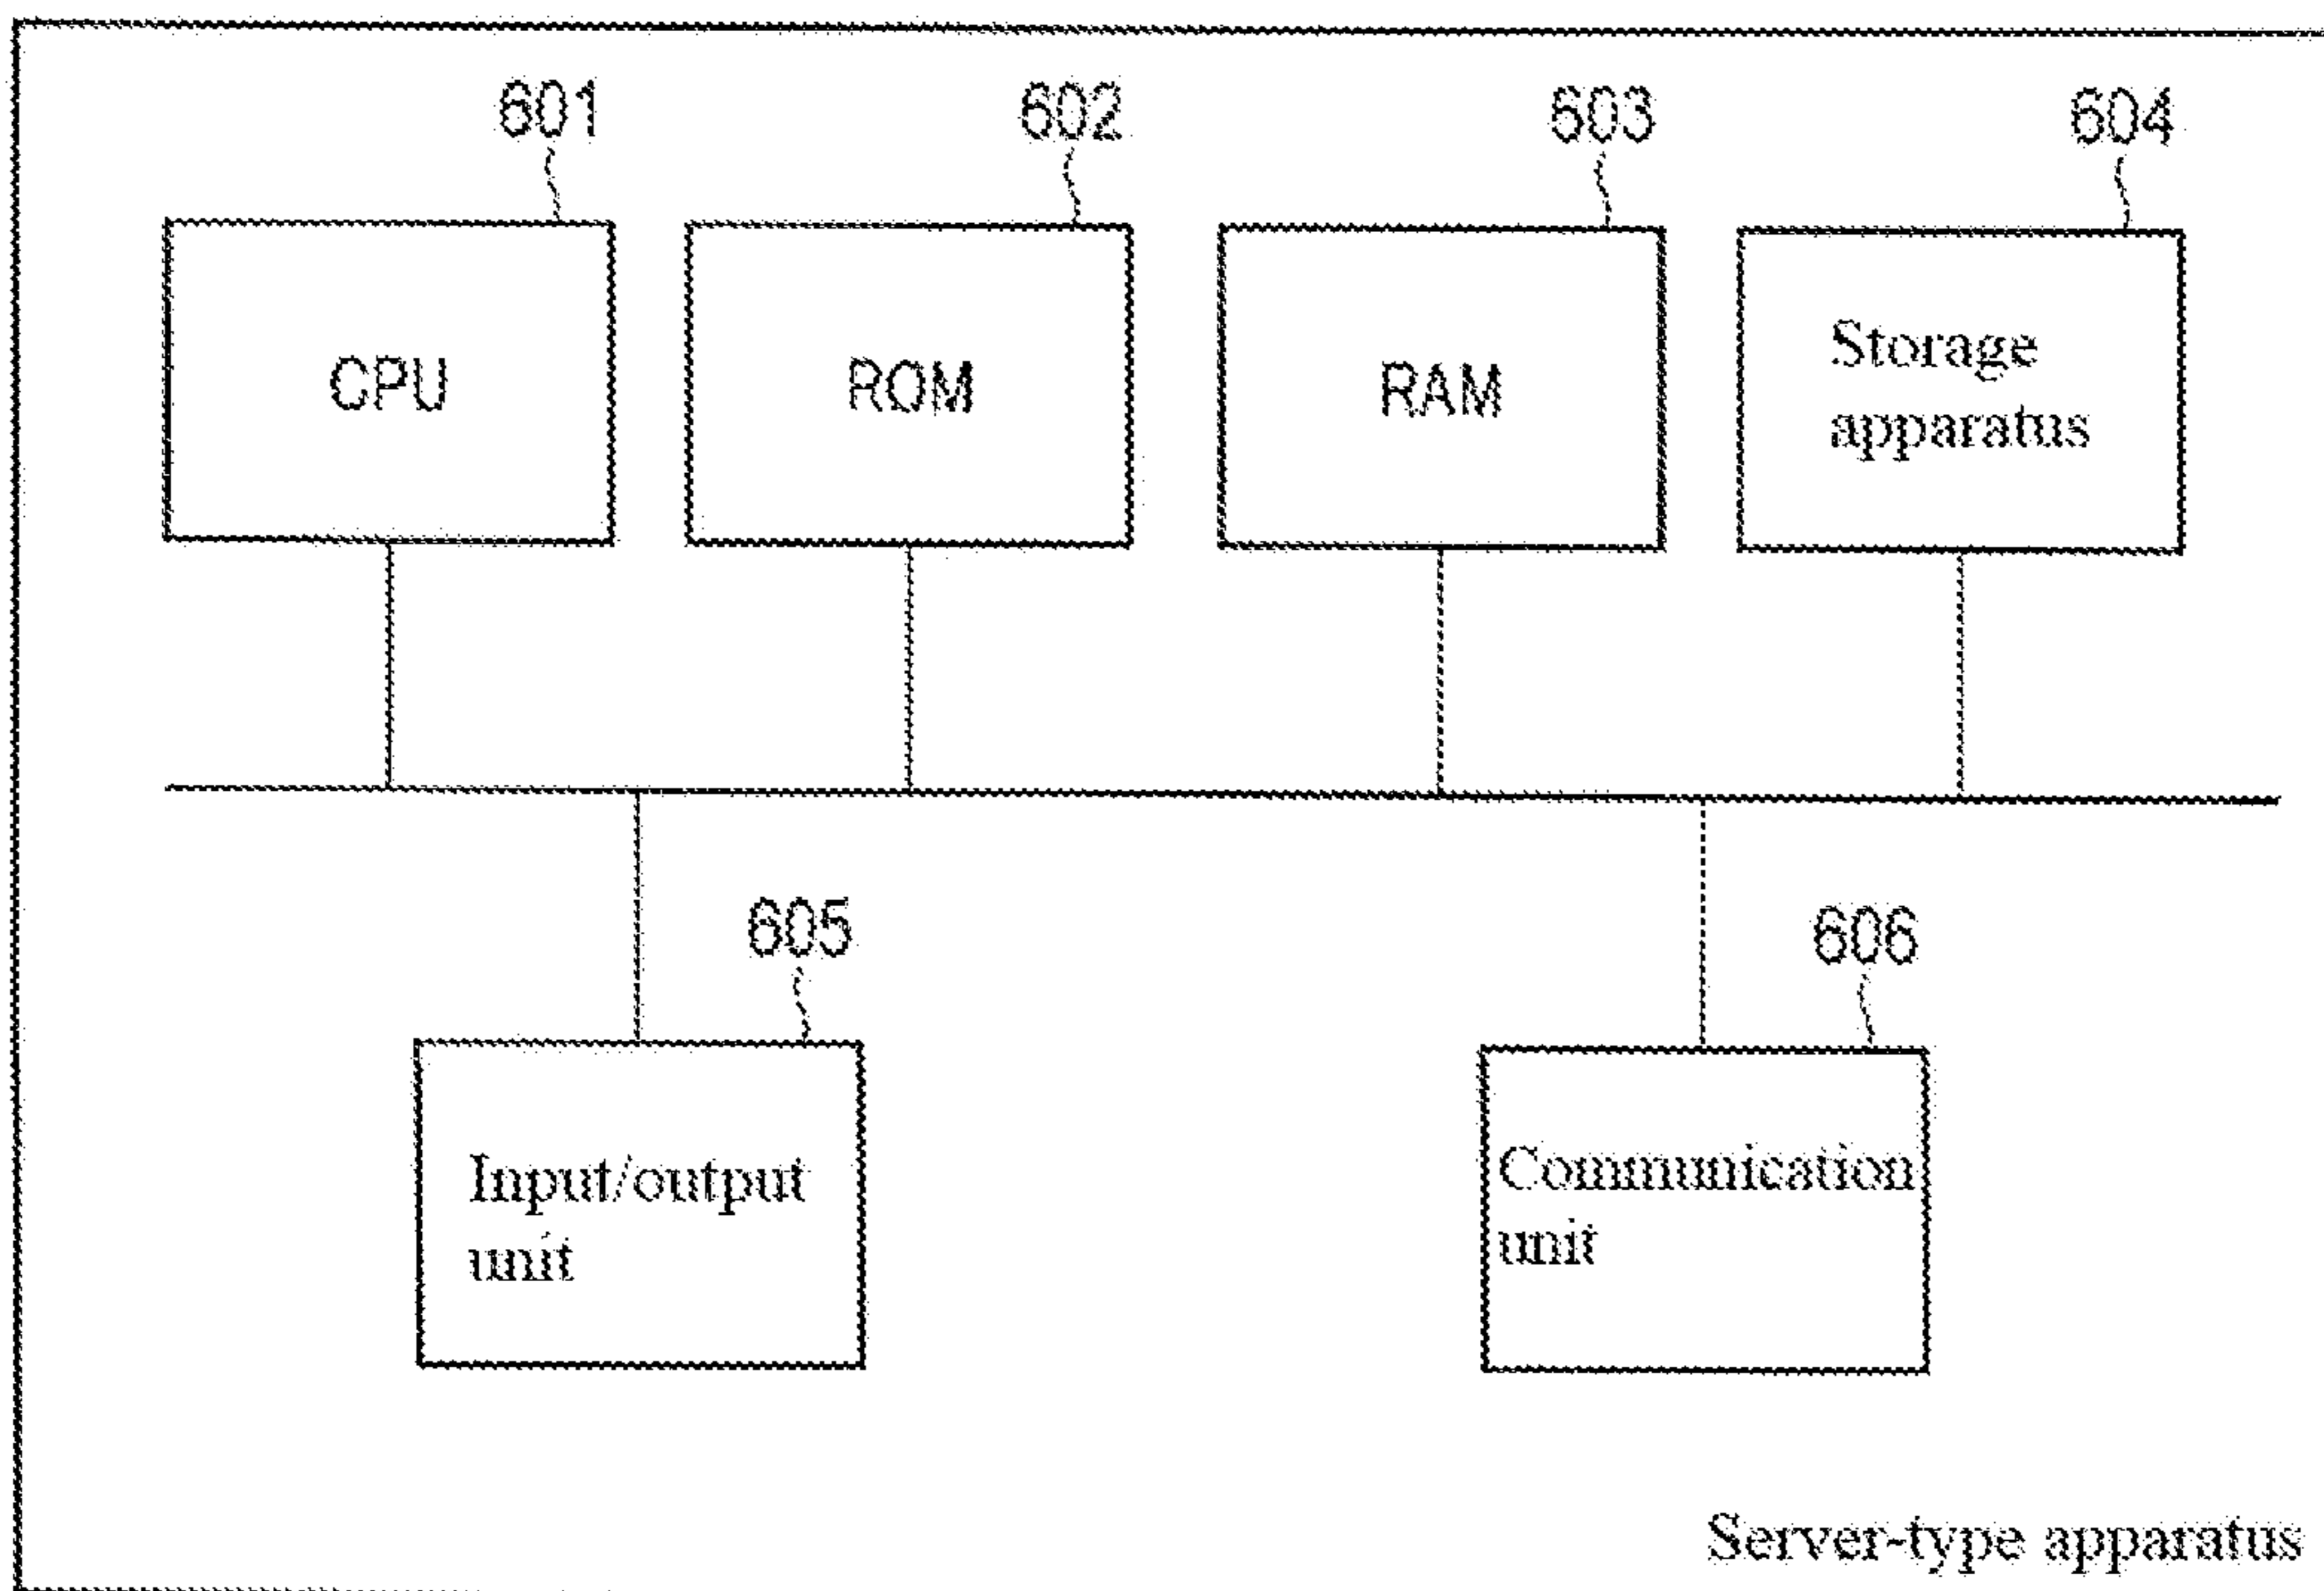 601
602
603
604
CPU
ROM
RAM
Storage
apparatus
605
606
Input/output
unit
Communication
unit
Server-type apparatus